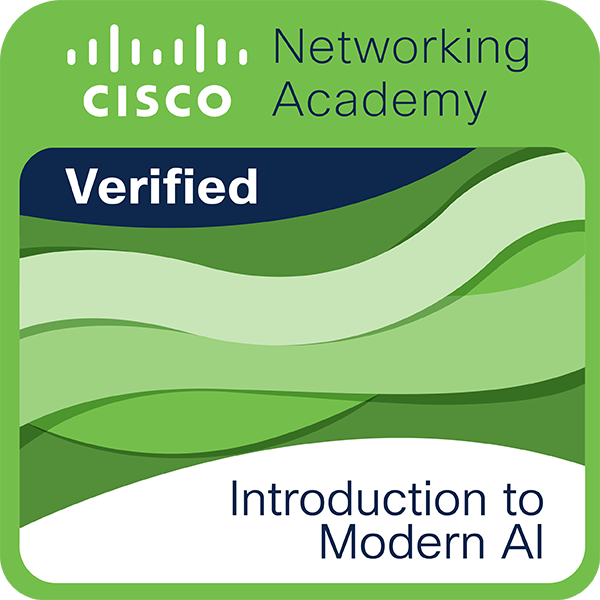 CISCO
Networking
Academy
Verified
Introduction to
Modern AI